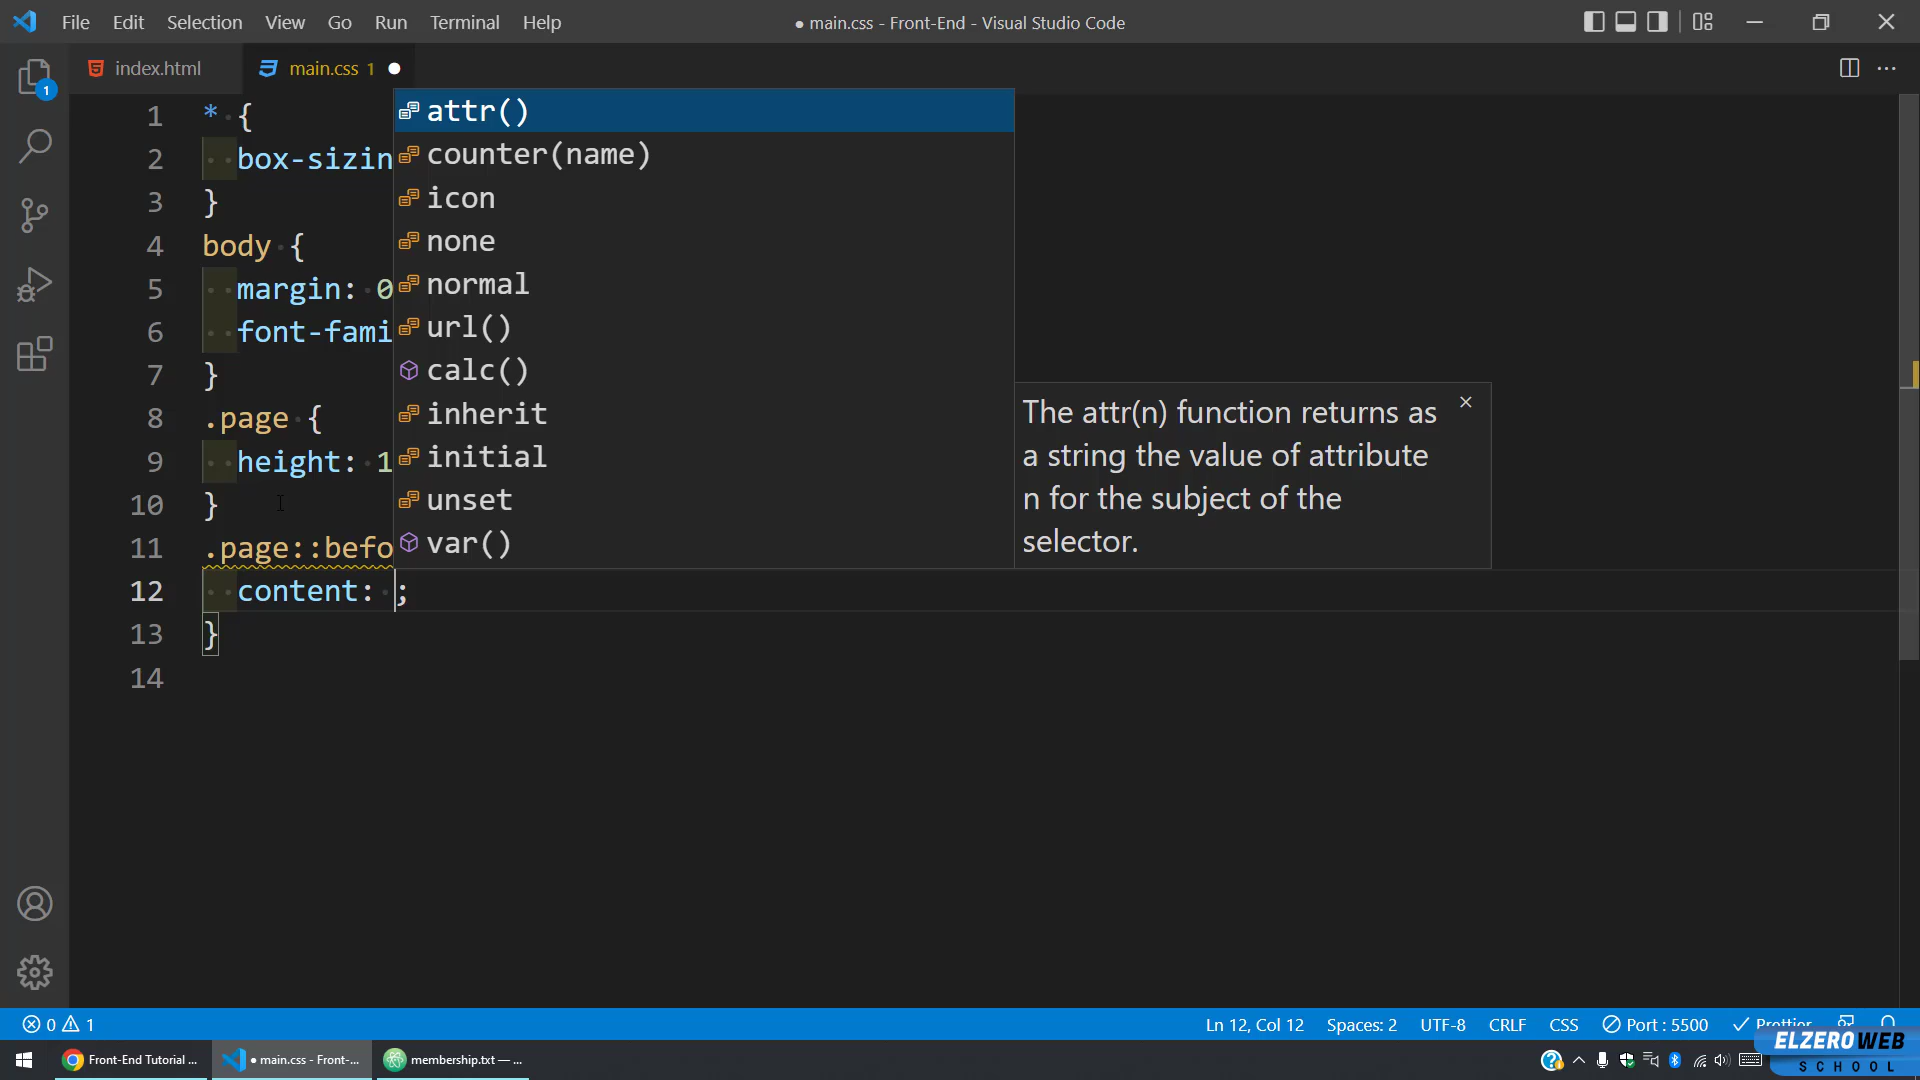 File Edit Selection View Go Run Terminal Help
● main.css - Front-End - Visual Studio Code
index.html
main.css 1 ●
1 * {
2 box-sizin
3 }
4 body {
5 margin: 0
6 font-fami
7 }
8 .page {
9 height: 1
10 }
11 .page::befo
12 content: ;
13 }
14
attr()
counter(name)
icon
none
normal
url()
calc()
inherit
initial
unset
var()
The attr(n) function returns as
a string the value of attribute
n for the subject of the
selector.
1
0 1
Ln 12, Col 12 Spaces: 2 UTF-8 CRLF CSS Port : 5500 Prettier
Front-End Tutorial ...
● main.css - Front-...
membership.txt — ...
ELZEROWEB
SCHOOL